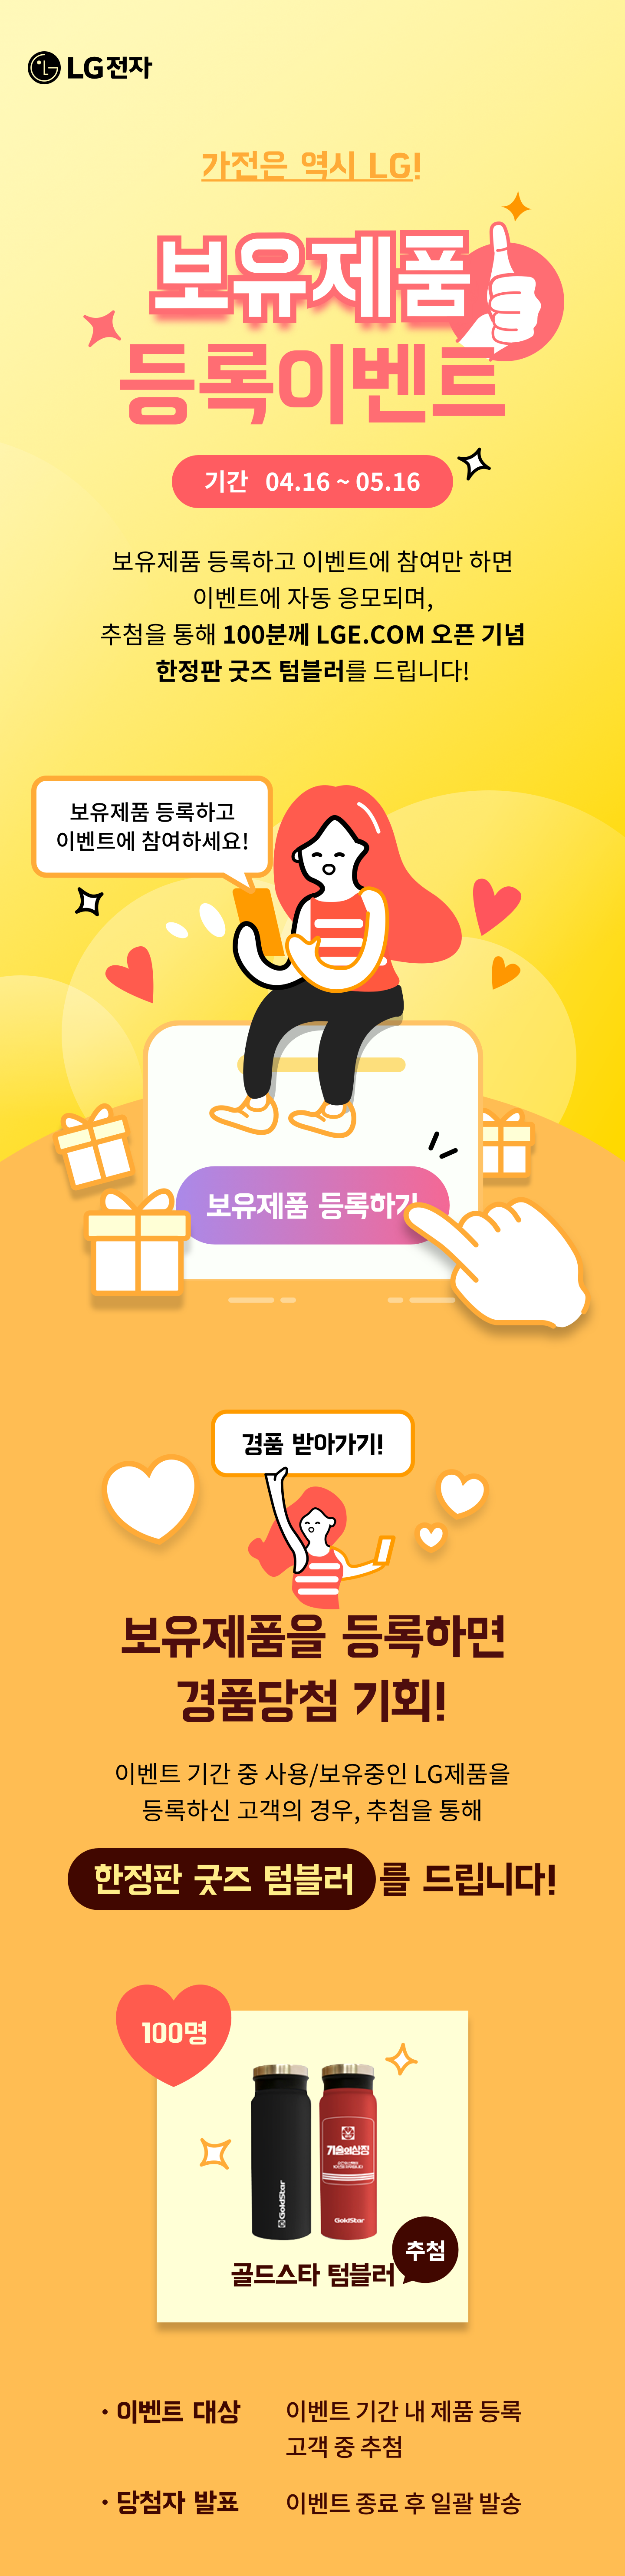 LG전자
가전은 역시 LG!
보유제품
등록이벤트
기간 04.16 ~ 05.16
보유제품 등록하고 이벤트에 참여만 하면
이벤트에 자동 응모되며,
추첨을 통해 100분께 LGE.COM 오픈 기념
한정판 굿즈 텀블러를 드립니다!
보유제품 등록하고
이벤트에 참여하세요!
보유제품 등록하기
경품 받아가기!
보유제품을 등록하면
경품당첨 기회!
이벤트 기간 중 사용/보유중인 LG제품을
등록하신 고객의 경우, 추첨을 통해
한정판 굿즈 텀블러를 드립니다!
100명
GoldStar
기술의상징
GoldStar
추첨
골드스타 텀블러
· 이벤트 대상 이벤트 기간 내 제품 등록
고객 중 추첨
· 당첨자 발표 이벤트 종료 후 일괄 발송